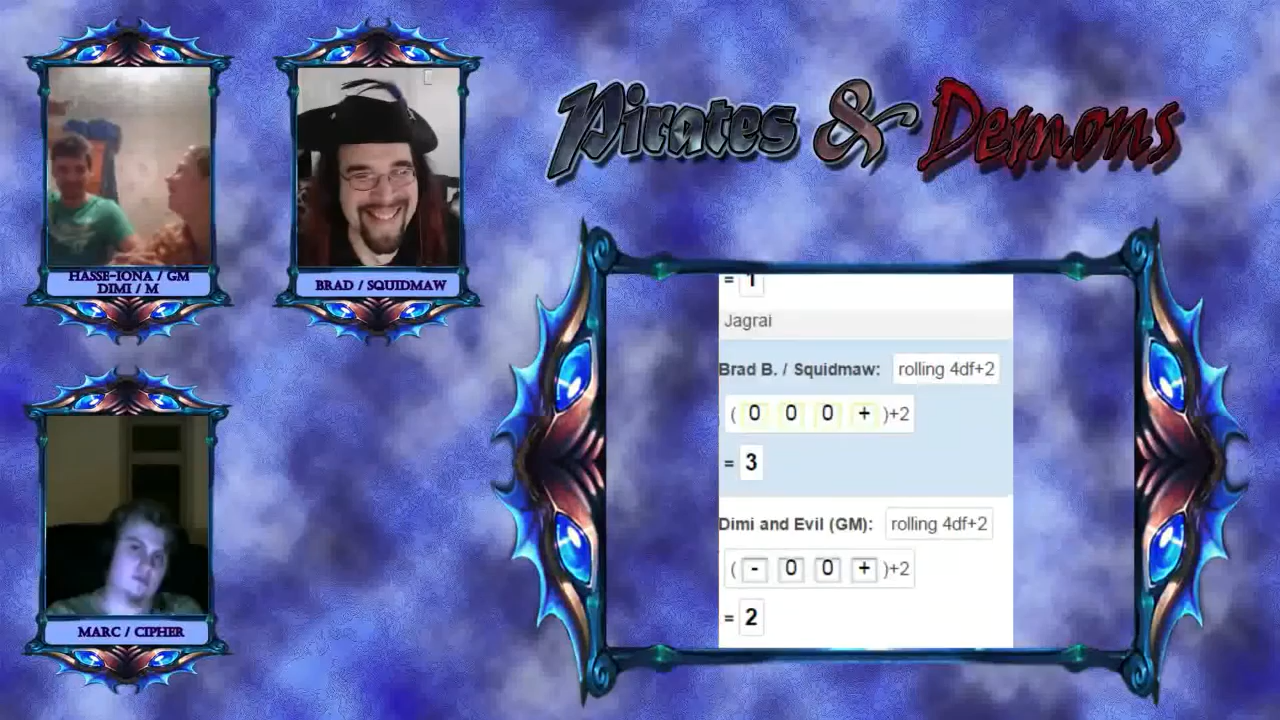 Pirates & Demons
HASSE-IONA / GM
DIMI / M
BRAD / SQUIDMAW
MARC / CIPHER
= 1
Jagrai
Brad B. / Squidmaw: rolling 4df+2
( 0 0 0 + )+2
= 3
Dimi and Evil (GM): rolling 4df+2
( - 0 0 + )+2
= 2